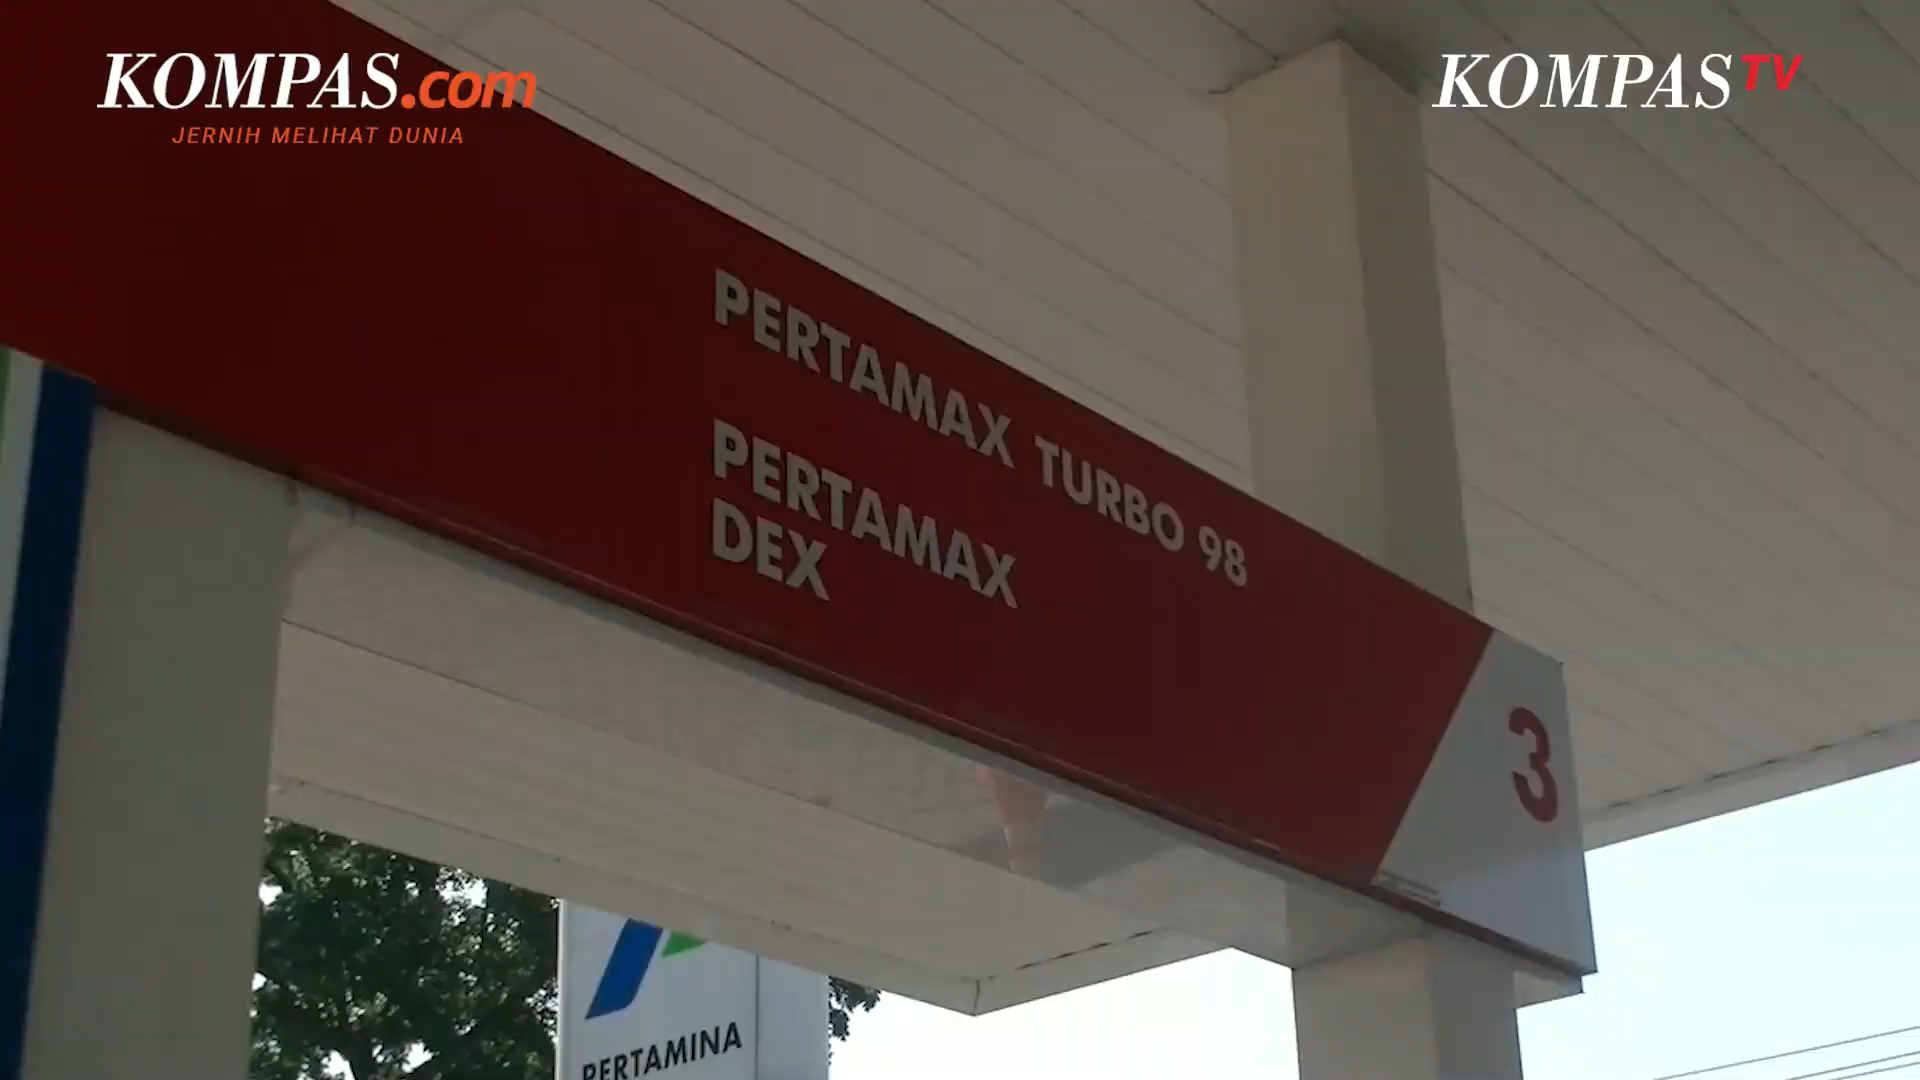 KOMPAS.com
JERNIH MELIHAT DUNIA
KOMPAS TV
PERTAMAX TURBO 98
PERTAMAX
DEX
3
PERTAMINA